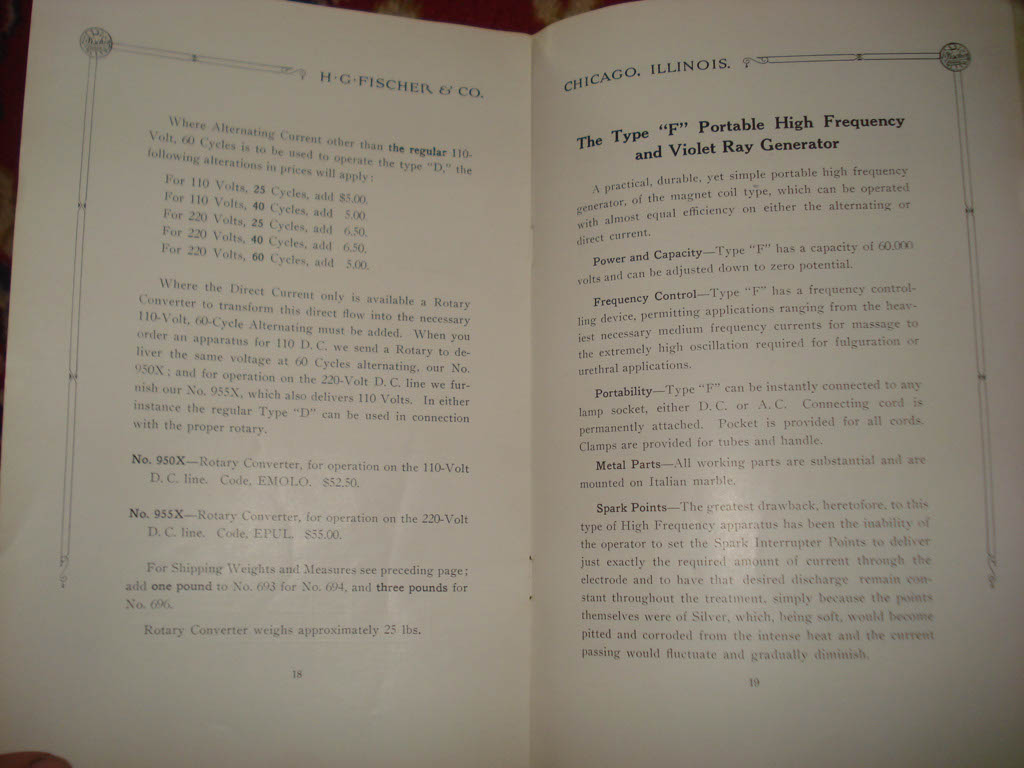 H·G·FISCHER & CO.
Where Alternating Current other than the regular 110-
Volt, 60 Cycles is to be used to operate the type "D," the
following alterations in prices will apply:
For 110 Volts, 25 Cycles, add $5.00.
For 110 Volts, 40 Cycles, add 5.00.
For 220 Volts, 25 Cycles, add 6.50.
For 220 Volts, 40 Cycles, add 6.50.
For 220 Volts, 60 Cycles, add 5.00.
Where the Direct Current only is available a Rotary
Converter to transform this direct flow into the necessary
110-Volt, 60-Cycle Alternating must be added. When you
order an apparatus for 110 D. C. we send a Rotary to de-
liver the same voltage at 60 Cycles alternating, our No.
950X; and for operation on the 220-Volt D. C. line we fur-
nish our No. 955X, which also delivers 110 Volts. In either
instance the regular Type "D" can be used in connection
with the proper rotary.
No. 950X—Rotary Converter, for operation on the 110-Volt
D. C. line. Code, EMOLO. $52.50.
No. 955X—Rotary Converter, for operation on the 220-Volt
D. C. line. Code, EPUL. $55.00.
For Shipping Weights and Measures see preceding page;
add one pound to No. 693 for No. 694, and three pounds for
No. 696.
Rotary Converter weighs approximately 25 lbs.
18
CHICAGO, ILLINOIS.
The Type "F" Portable High Frequency
and Violet Ray Generator
A practical, durable, yet simple portable high frequency
generator, of the magnet coil type, which can be operated
with almost equal efficiency on either the alternating or
direct current.
Power and Capacity—Type "F" has a capacity of 60,000
volts and can be adjusted down to zero potential.
Frequency Control—Type "F" has a frequency control-
ling device, permitting applications ranging from the heav-
iest necessary medium frequency currents for massage to
the extremely high oscillation required for fulguration or
urethral applications.
Portability—Type "F" can be instantly connected to any
lamp socket, either D. C. or A. C. Connecting cord is
permanently attached. Pocket is provided for all cords.
Clamps are provided for tubes and handle.
Metal Parts—All working parts are substantial and are
mounted on Italian marble.
Spark Points—The greatest drawback, heretofore, to this
type of High Frequency apparatus has been the inability of
the operator to set the Spark Interrupter Points to deliver
just exactly the required amount of current through the
electrode and to have that desired discharge remain con-
stant throughout the treatment, simply because the points
themselves were of Silver, which, being soft, would become
pitted and corroded from the intense heat and the current
passing would fluctuate and gradually diminish.
19